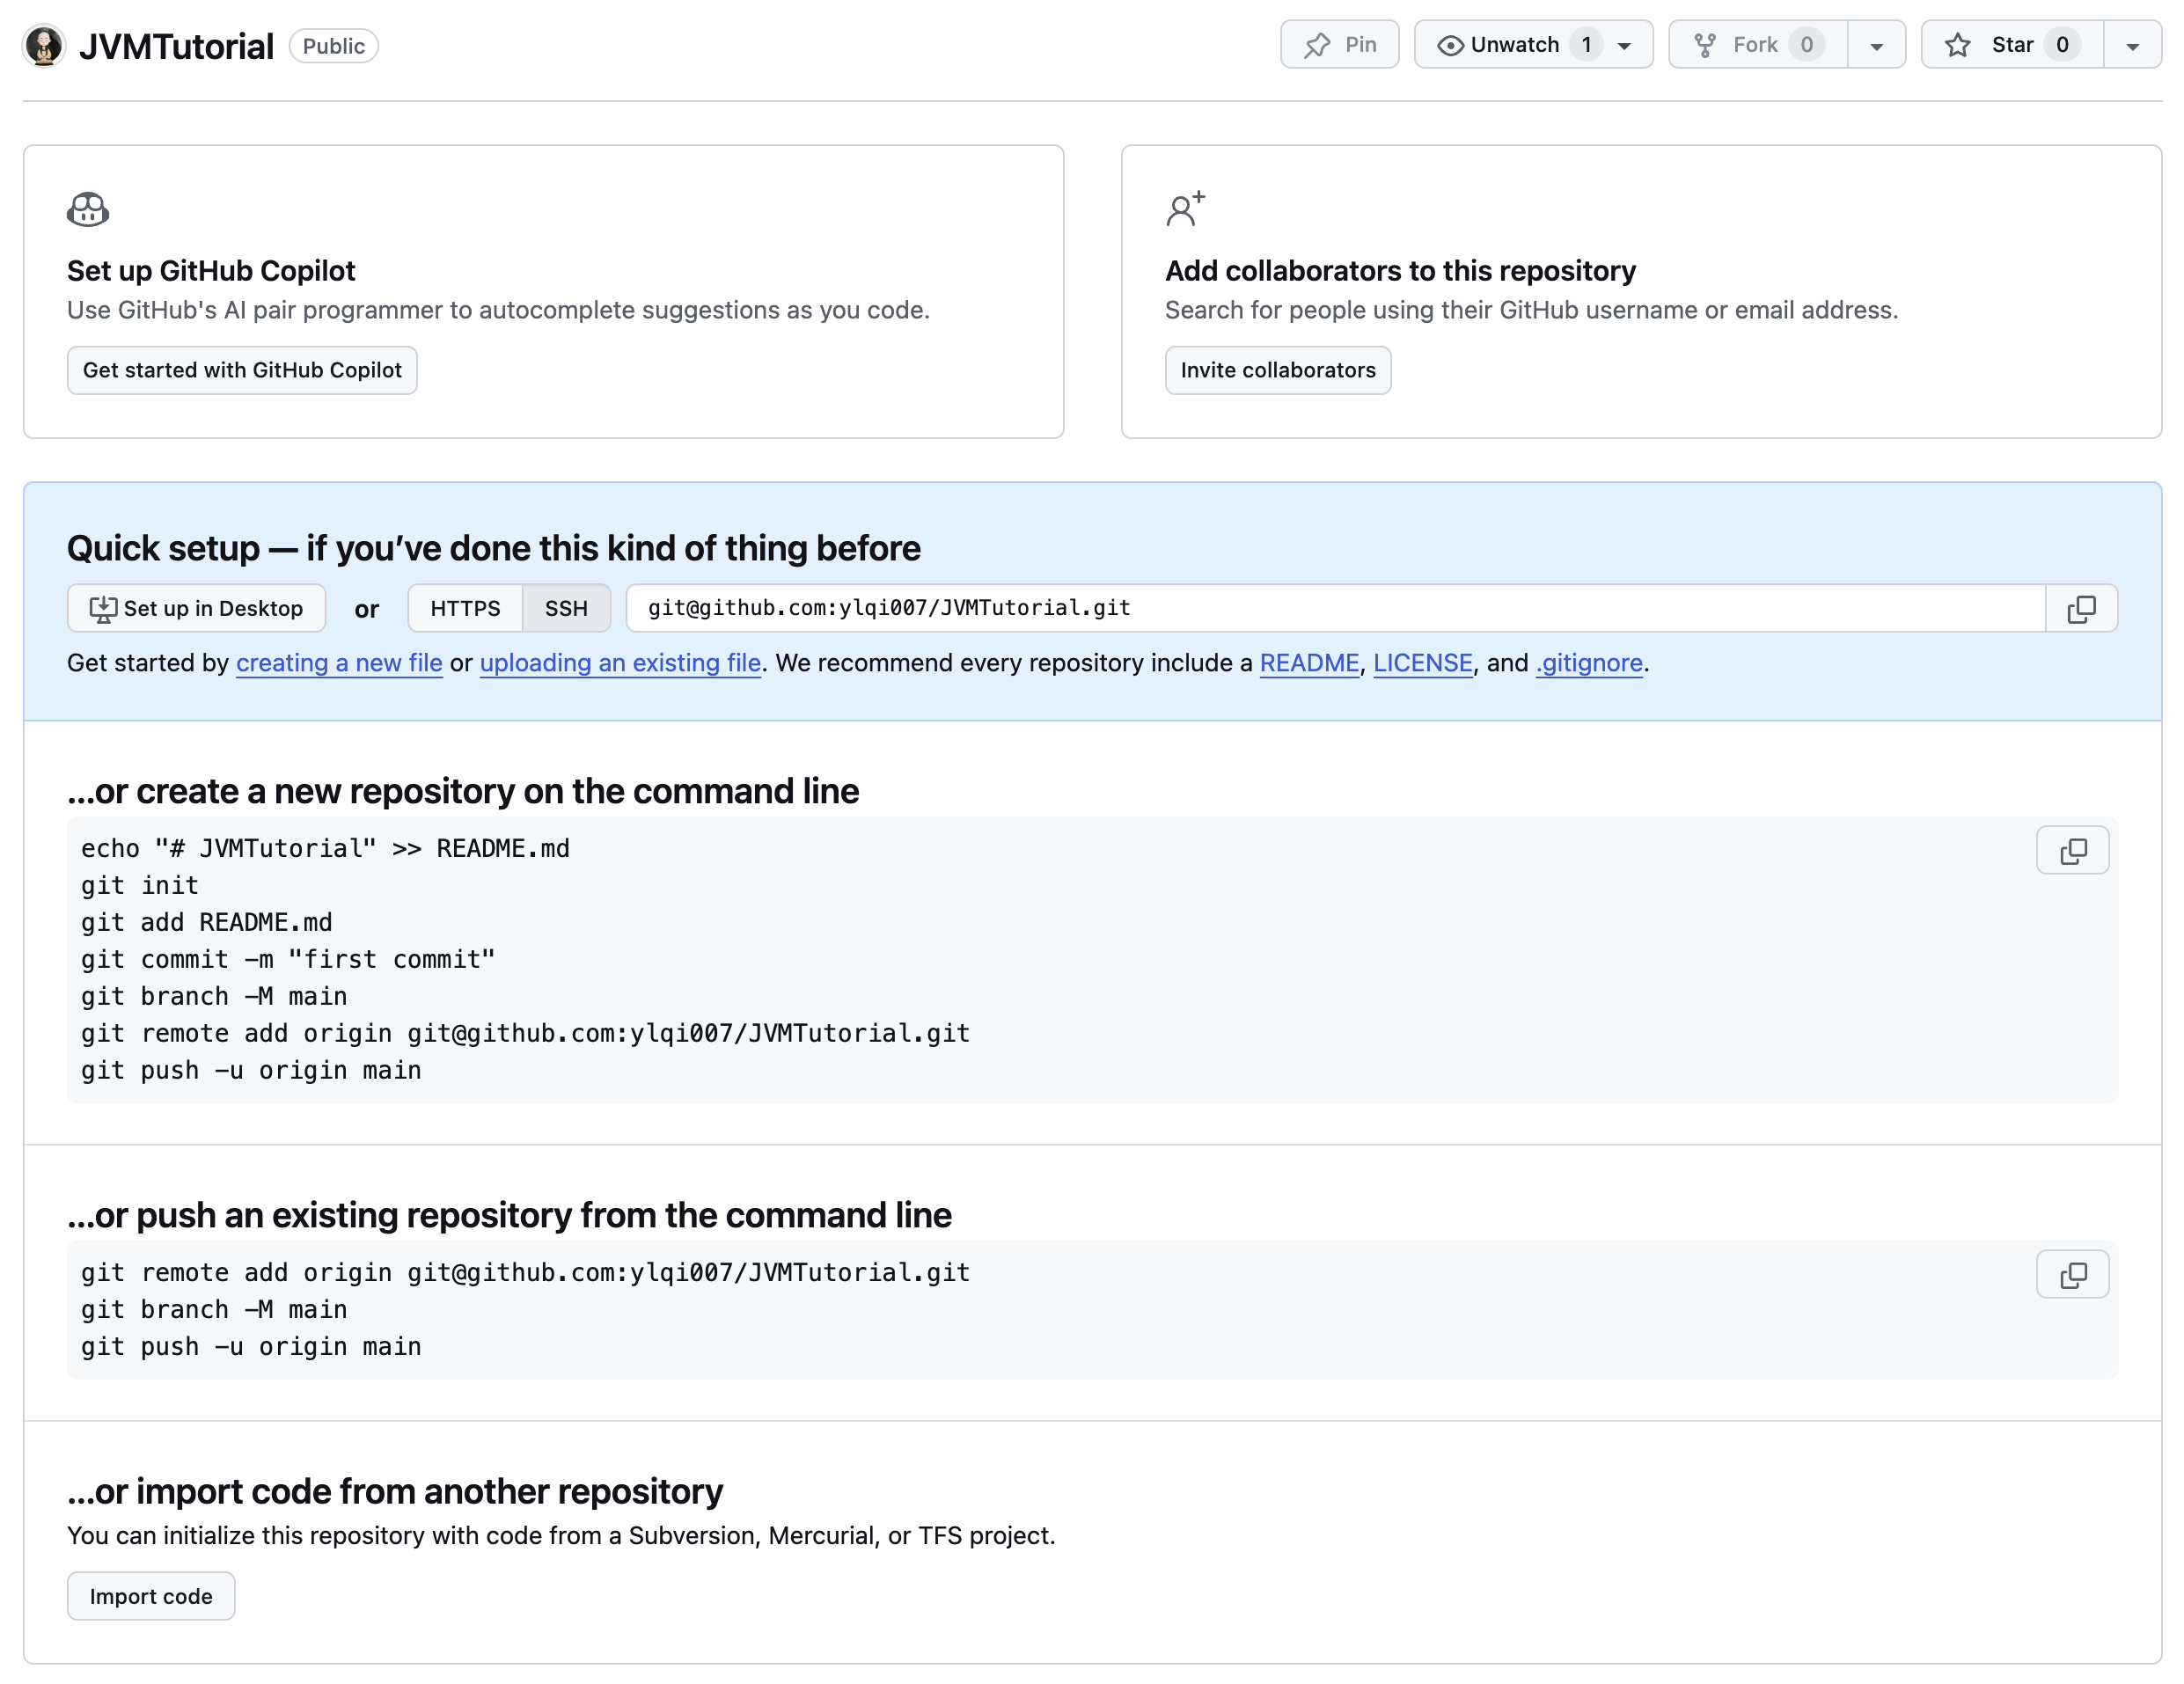 JVMTutorial Public Pin Unwatch 1 Fork 0 Star 0
Set up GitHub Copilot
Use GitHub's AI pair programmer to autocomplete suggestions as you code.
Get started with GitHub Copilot
Add collaborators to this repository
Search for people using their GitHub username or email address.
Invite collaborators
Quick setup — if you’ve done this kind of thing before
Set up in Desktop or HTTPS SSH git@github.com:ylqi007/JVMTutorial.git
Get started by creating a new file or uploading an existing file. We recommend every repository include a README, LICENSE, and .gitignore.
…or create a new repository on the command line
echo "# JVMTutorial" >> README.md
git init
git add README.md
git commit -m "first commit"
git branch -M main
git remote add origin git@github.com:ylqi007/JVMTutorial.git
git push -u origin main
…or push an existing repository from the command line
git remote add origin git@github.com:ylqi007/JVMTutorial.git
git branch -M main
git push -u origin main
…or import code from another repository
You can initialize this repository with code from a Subversion, Mercurial, or TFS project.
Import code